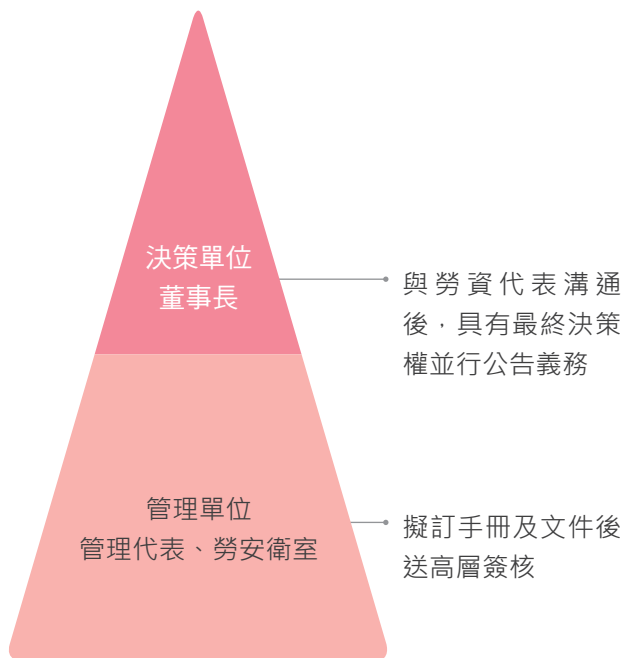 決策單位
董事長
與勞資代表溝通
後，具有最終決策
權並行公告義務
管理單位
管理代表、勞安衛室
擬訂手冊及文件後
送高層簽核